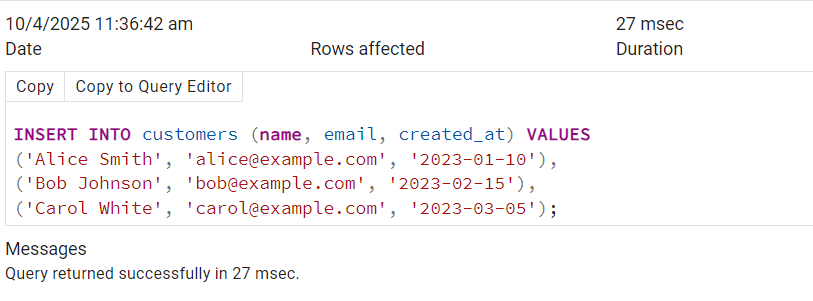 10/4/2025 11:36:42 am 27 msec
Date Rows affected Duration
Copy Copy to Query Editor
INSERT INTO customers (name, email, created_at) VALUES
('Alice Smith', 'alice@example.com', '2023-01-10'),
('Bob Johnson', 'bob@example.com', '2023-02-15'),
('Carol White', 'carol@example.com', '2023-03-05');
Messages
Query returned successfully in 27 msec.